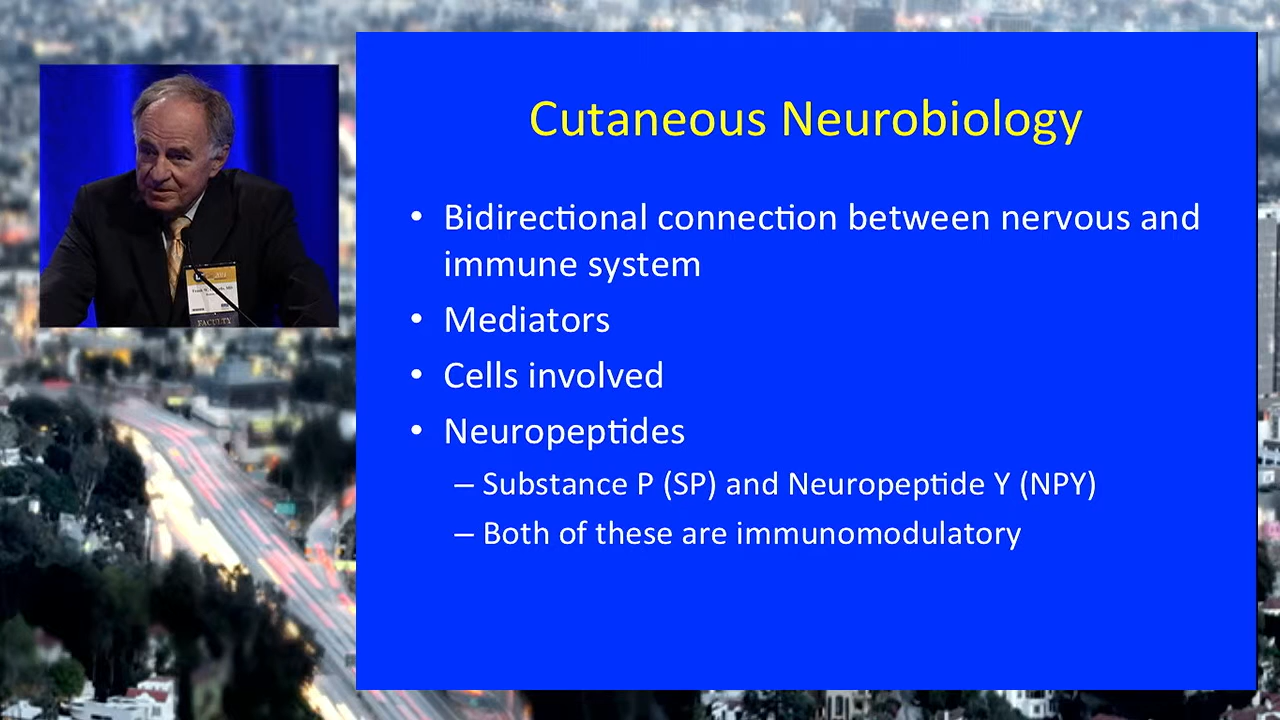 Cutaneous Neurobiology
• Bidirectional connection between nervous and
immune system
• Mediators
• Cells involved
• Neuropeptides
– Substance P (SP) and Neuropeptide Y (NPY)
– Both of these are immunomodulatory
FACULTY